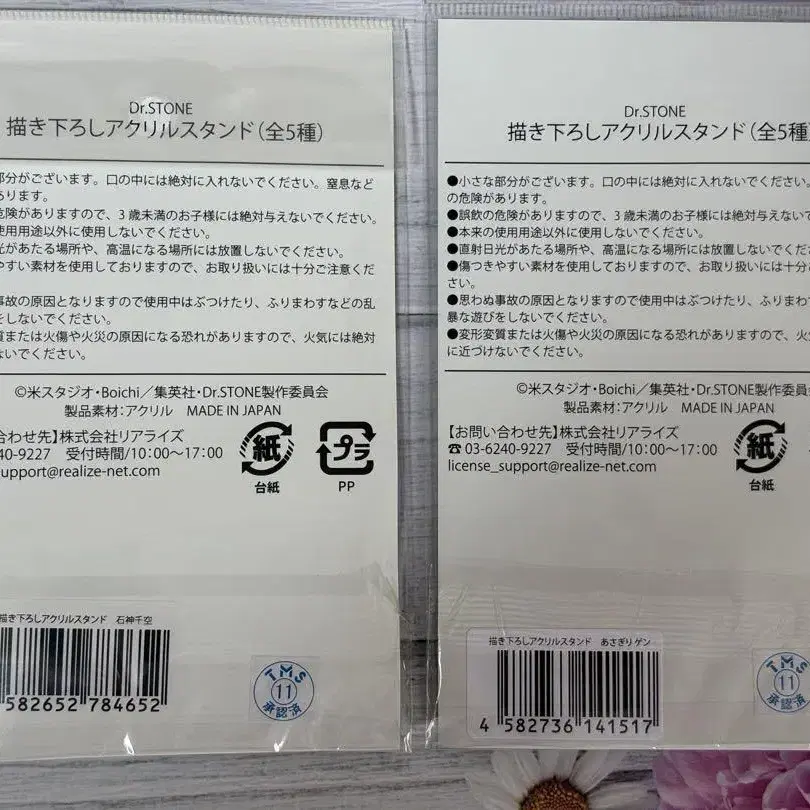 Dr.STONE
描き下ろしアクリルスタンド(全5種)
部分がございます。口の中には絶対に入れないでください。窒息など
あります。
危険がありますので、3歳未満のお子様には絶対与えないでください。
使用用途以外に使用しないでください。
光があたる場所や、高温になる場所には放置しないでください。
やすい素材を使用しておりますので、お取り扱いには十分ご注意くだ
事故の原因となりますので使用中はぶつけたり、ふりまわすなどの乱
をしないでください。
質または火傷や火災の原因になる恐れがありますので、火気には絶対
ないでください。
©米スタジオ・Boichi/集英社・Dr.STONE製作委員会
製品素材:アクリル MADE IN JAPAN
合わせ先】株式会社リアライズ
240-9227 受付時間/10:00〜17:00
support@realize-net.com
紙
台紙
プラ
PP
描き下ろしアクリルスタンド 石神千空
582652 784652
TMS
11
承認済
Dr.STONE
描き下ろしアクリルスタンド(全5種)
●小さな部分がございます。口の中には絶対に入れないでください。
の危険があります。
●誤飲の危険がありますので、3歳未満のお子様には絶対与えないで
●本来の使用用途以外に使用しないでください。
●直射日光があたる場所や、高温になる場所には放置しないでください。
●傷つきやすい素材を使用しておりますので、お取り扱いには十分
さい。
●思わぬ事故の原因となりますので使用中はぶつけたり、ふりまわ
暴な遊びをしないでください。
●変形変質または火傷や火災の原因になる恐れがありますので、火
に近づけないでください。
©米スタジオ・Boichi/集英社・Dr.STONE製作委員
製品素材:アクリル MADE IN JAPAN
【お問い合わせ先】株式会社リアライズ
☎03-6240-9227 受付時間/10:00〜17:00
license_support@realize-net.com
紙
台紙
描き下ろしアクリルスタンド あさぎりゲン
4 582736 141517
TMS
11
承認済